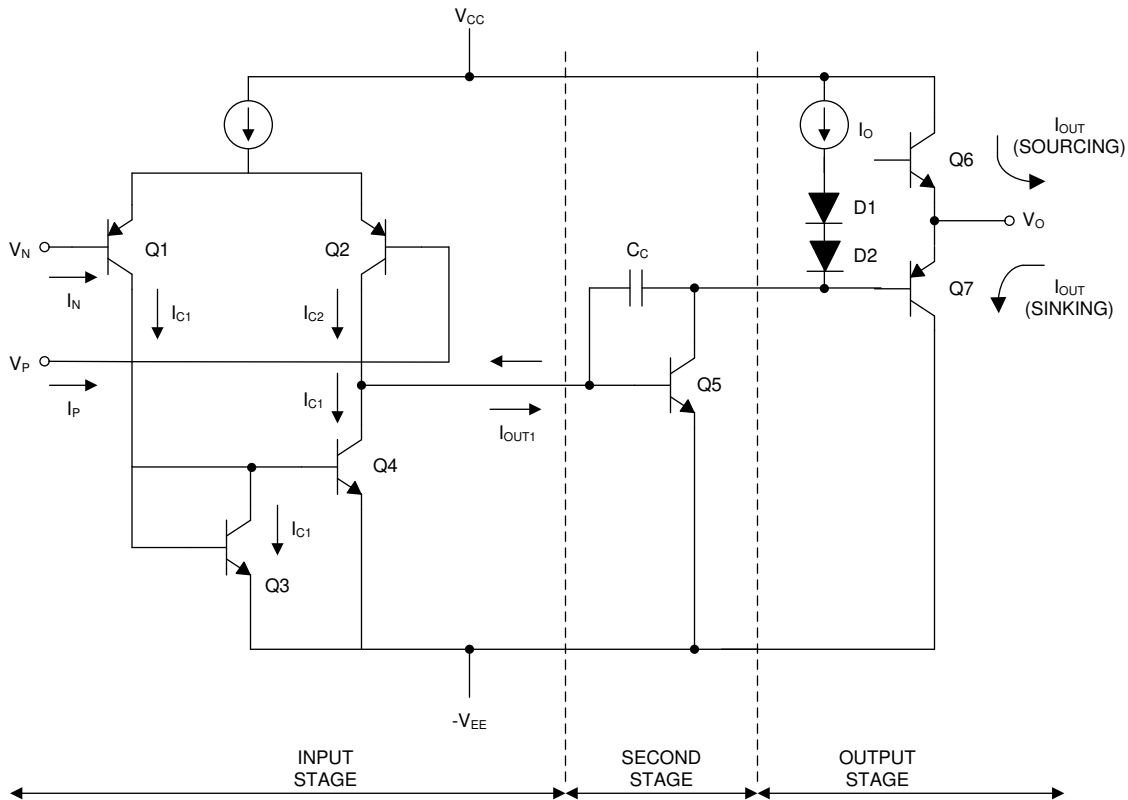 VCC
IO
IOUT
(SOURCING)
Q6
D1
VO
VN
Q1
Q2
CC
D2
Q7
IOUT
(SINKING)
IN
IC1
IC2
VP
IP
IC1
Q5
IOUT1
Q4
IC1
Q3
-VEE
INPUT
STAGE
SECOND
STAGE
OUTPUT
STAGE